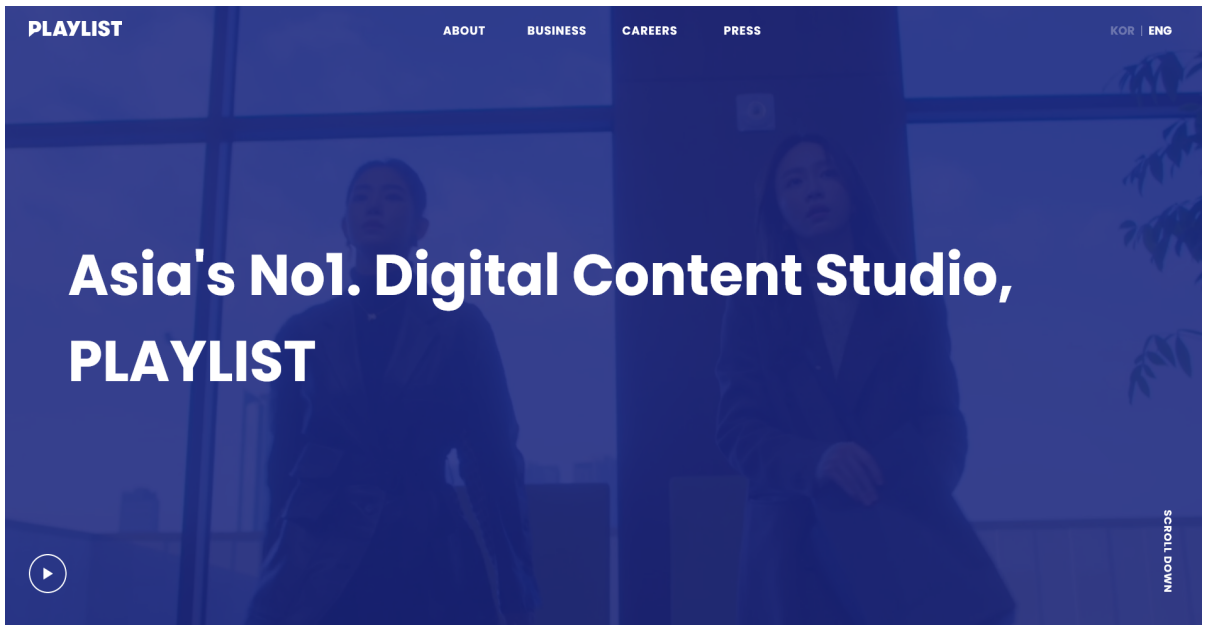 PLAYLIST
ABOUT BUSINESS CAREERS PRESS
KOR | ENG
Asia's No1. Digital Content Studio,
PLAYLIST
SCROLL DOWN